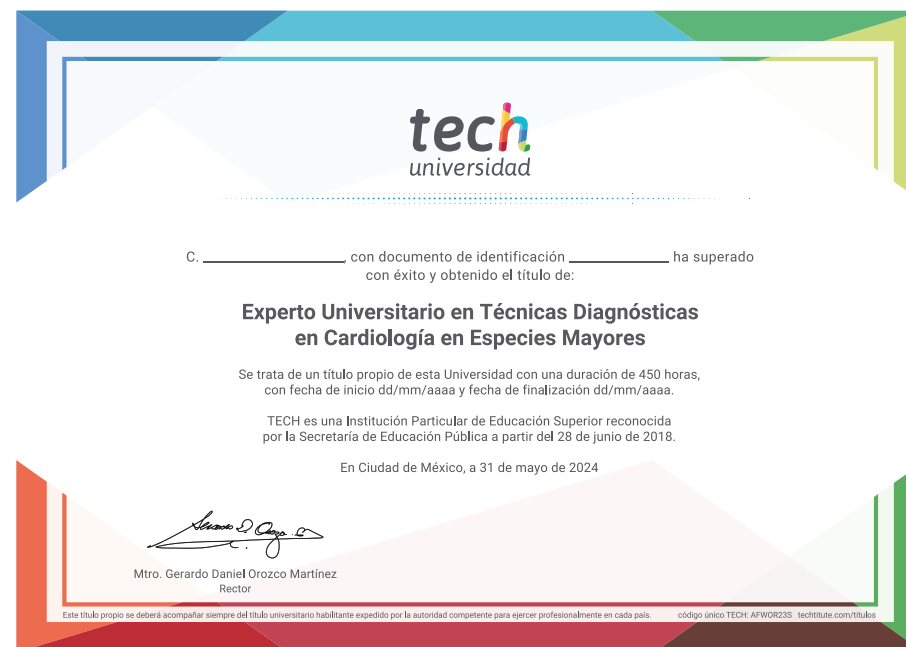 tech
universidad
C. ____________________, con documento de identificación ______________ ha superado
con éxito y obtenido el título de:
Experto Universitario en Técnicas Diagnósticas
en Cardiología en Especies Mayores
Se trata de un título propio de esta Universidad con una duración de 450 horas,
con fecha de inicio dd/mm/aaaa y fecha de finalización dd/mm/aaaa.
TECH es una Institución Particular de Educación Superior reconocida
por la Secretaría de Educación Pública a partir del 28 de junio de 2018.
En Ciudad de México, a 31 de mayo de 2024
Mtro. Gerardo Daniel Orozco Martínez
Rector
Este título propio se deberá acompañar siempre del título universitario habilitante expedido por la autoridad competente para ejercer profesionalmente en cada país. código único TECH: AFWOR23S techtitute.com/titulos